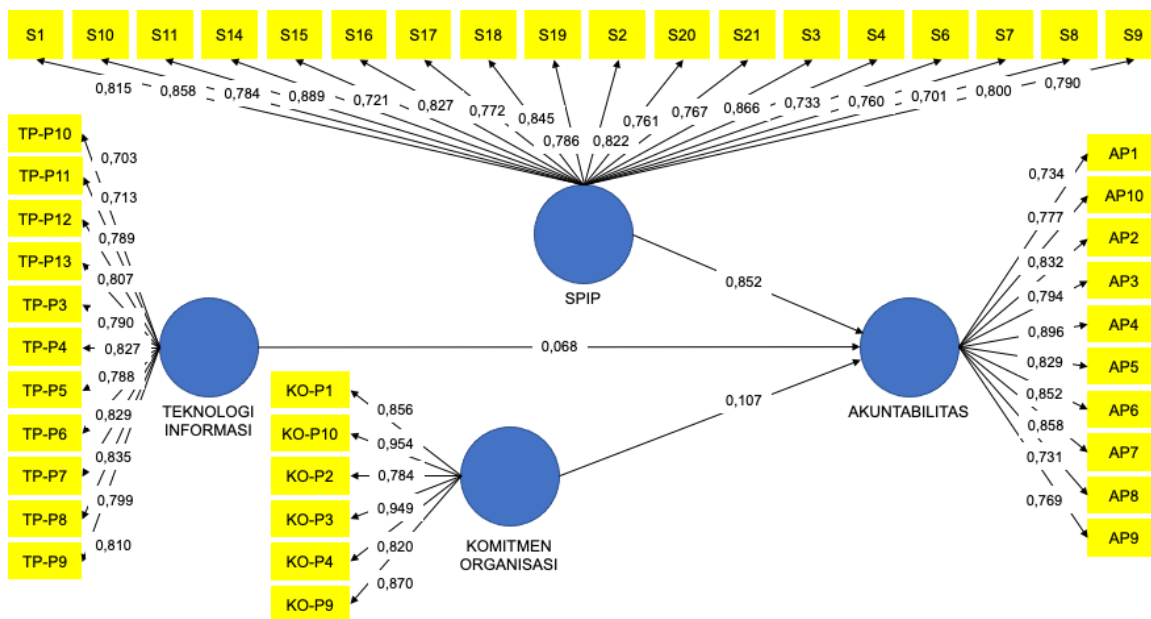 S1 S10 S11 S14 S15 S16 S17 S18 S19 S2 S20 S21 S3 S4 S6 S7 S8 S9
0,815 0,858 0,784 0,889 0,721 0,827 0,772 0,845 0,786 0,822 0,761 0,767 0,866 0,733 0,760 0,701 0,800 0,790
TP-P10
TP-P11
TP-P12
TP-P13
TP-P3
TP-P4
TP-P5
TP-P6
TP-P7
TP-P8
TP-P9
0,703
0,713
0,789
0,807
0,790
0,827
0,788
0,829
0,835
0,799
0,810
TEKNOLOGI
INFORMASI
SPIP
0,852
0,068
0,107
KO-P1
KO-P10
KO-P2
KO-P3
KO-P4
KO-P9
0,856
0,954
0,784
0,949
0,820
0,870
KOMITMEN
ORGANISASI
AKUNTABILITAS
0,734
0,777
0,832
0,794
0,896
0,829
0,852
0,858
0,731
0,769
AP1
AP10
AP2
AP3
AP4
AP5
AP6
AP7
AP8
AP9